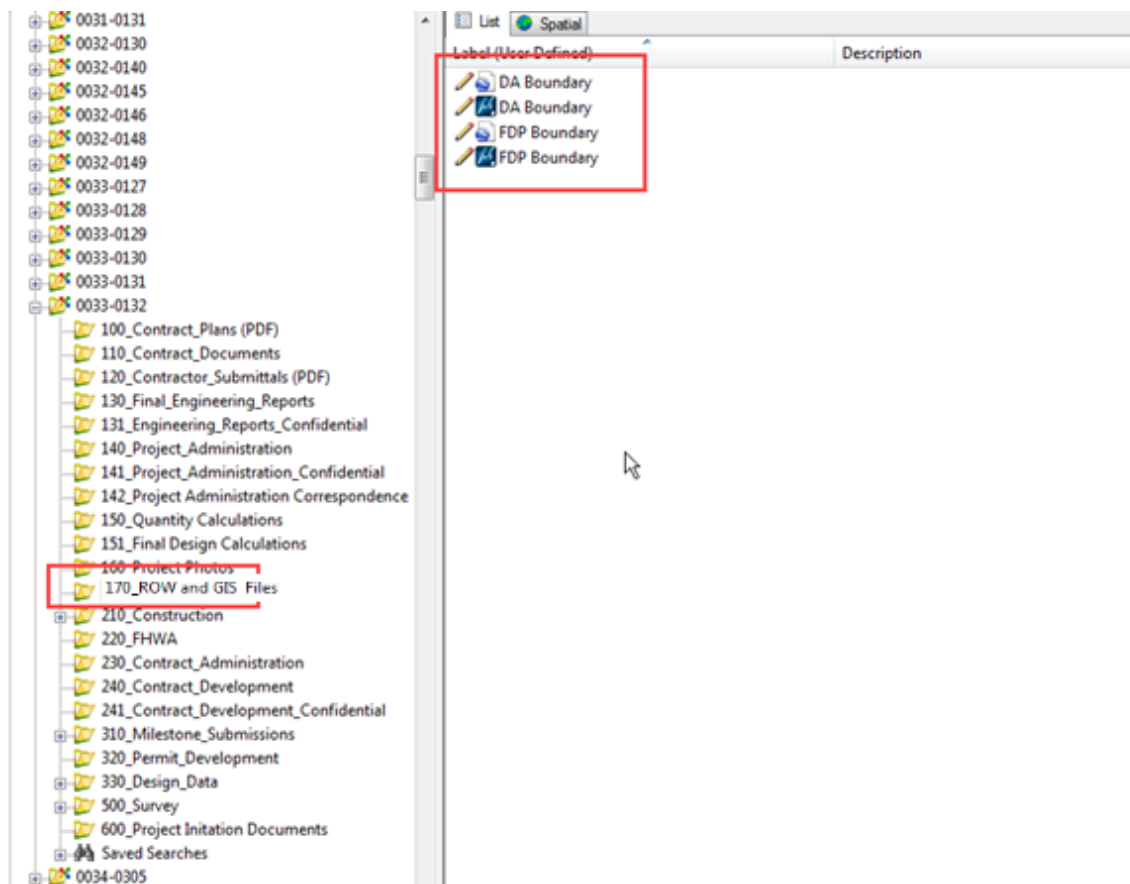 0031-0131
0032-0130
0032-0140
0032-0145
0032-0146
0032-0148
0032-0149
0033-0127
0033-0128
0033-0129
0033-0130
0033-0131
0033-0132
100_Contract_Plans (PDF)
110_Contract_Documents
120_Contractor_Submittals (PDF)
130_Final_Engineering_Reports
131_Engineering_Reports_Confidential
140_Project_Administration
141_Project_Administration_Confidential
142_Project Administration Correspondence
150_Quantity Calculations
151_Final Design Calculations
160_Project Photos
170_ROW and GIS Files
210_Construction
220_FHWA
230_Contract_Administration
240_Contract_Development
241_Contract_Development_Confidential
310_Milestone_Submissions
320_Permit_Development
330_Design_Data
500_Survey
600_Project Initation Documents
Saved Searches
0034-0305
List Spatial
Label (User Defined) Description
DA Boundary
DA Boundary
FDP Boundary
FDP Boundary